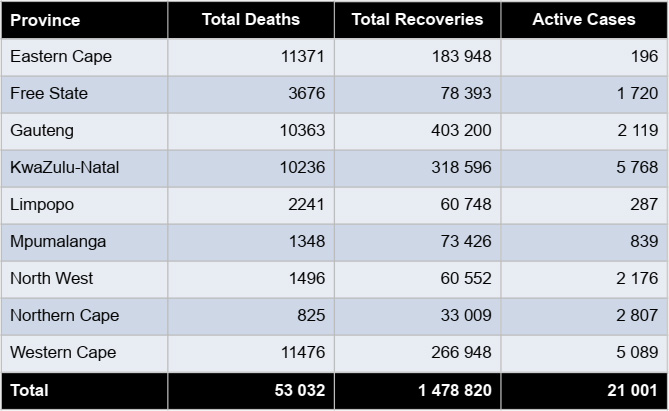 Province Total Deaths Total Recoveries Active Cases
Eastern Cape 11371 183 948 196
Free State 3676 78 393 1 720
Gauteng 10363 403 200 2 119
KwaZulu-Natal 10236 318 596 5 768
Limpopo 2241 60 748 287
Mpumalanga 1348 73 426 839
North West 1496 60 552 2 176
Northern Cape 825 33 009 2 807
Western Cape 11476 266 948 5 089
Total 53 032 1 478 820 21 001